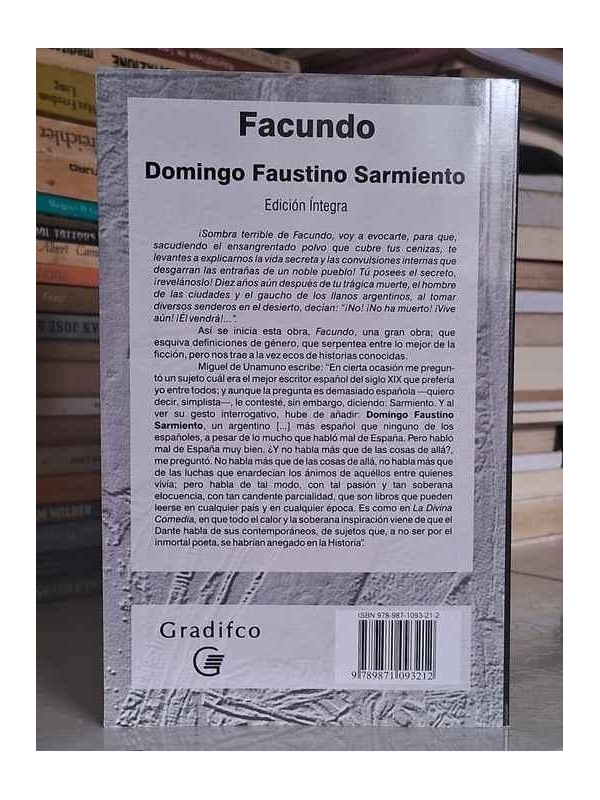 Facundo
Domingo Faustino Sarmiento
Edición Íntegra
¡Sombra terrible de Facundo, voy a evocarte, para que,
sacudiendo el ensangrentado polvo que cubre tus cenizas, te
levantes a explicarnos la vida secreta y las convulsiones internas que
desgarran las entrañas de un noble pueblo! Tú posees el secreto,
¡revelánoslo! Diez años aún después de tu trágica muerte, el hombre
de las ciudades y el gaucho de los llanos argentinos, al tomar
diversos senderos en el desierto, decían: “¡No! ¡No ha muerto! ¡Vive
aún! ¡Él vendrá!...”.
Así se inicia esta obra, Facundo, una gran obra; que
esquiva definiciones de género, que serpentea entre lo mejor de la
ficción, pero nos trae a la vez ecos de historias conocidas.
Miguel de Unamuno escribe: “En cierta ocasión me pregun-
tó un sujeto cuál era el mejor escritor español del siglo XIX que prefería
yo entre todos; y aunque la pregunta es demasiado española —quiero
decir, simplista—, le contesté, sin embargo, diciendo: Sarmiento. Y al
ver su gesto interrogativo, hube de añadir: Domingo Faustino
Sarmiento, un argentino [...] más español que ninguno de los
españoles, a pesar de lo mucho que habló mal de España. Pero habló
mal de España muy bien. ¿Y no habla más que de las cosas de allá?,
me preguntó. No habla más que de las cosas de allá, no habla más que
de las luchas que enardecían los ánimos de aquéllos entre quienes
vivía; pero habla de tal modo, con tal pasión y tan soberana
elocuencia, con tan candente parcialidad, que son libros que pueden
leerse en cualquier país y en cualquier época. Es como en La Divina
Comedia, en que todo el calor y la soberana inspiración viene de que el
Dante habla de sus contemporáneos, de sujetos que, a no ser por el
inmortal poeta, se habrían anegado en la Historia”.
Gradifco
G
ISBN 978-987-1093-21-2
9 789871 093212